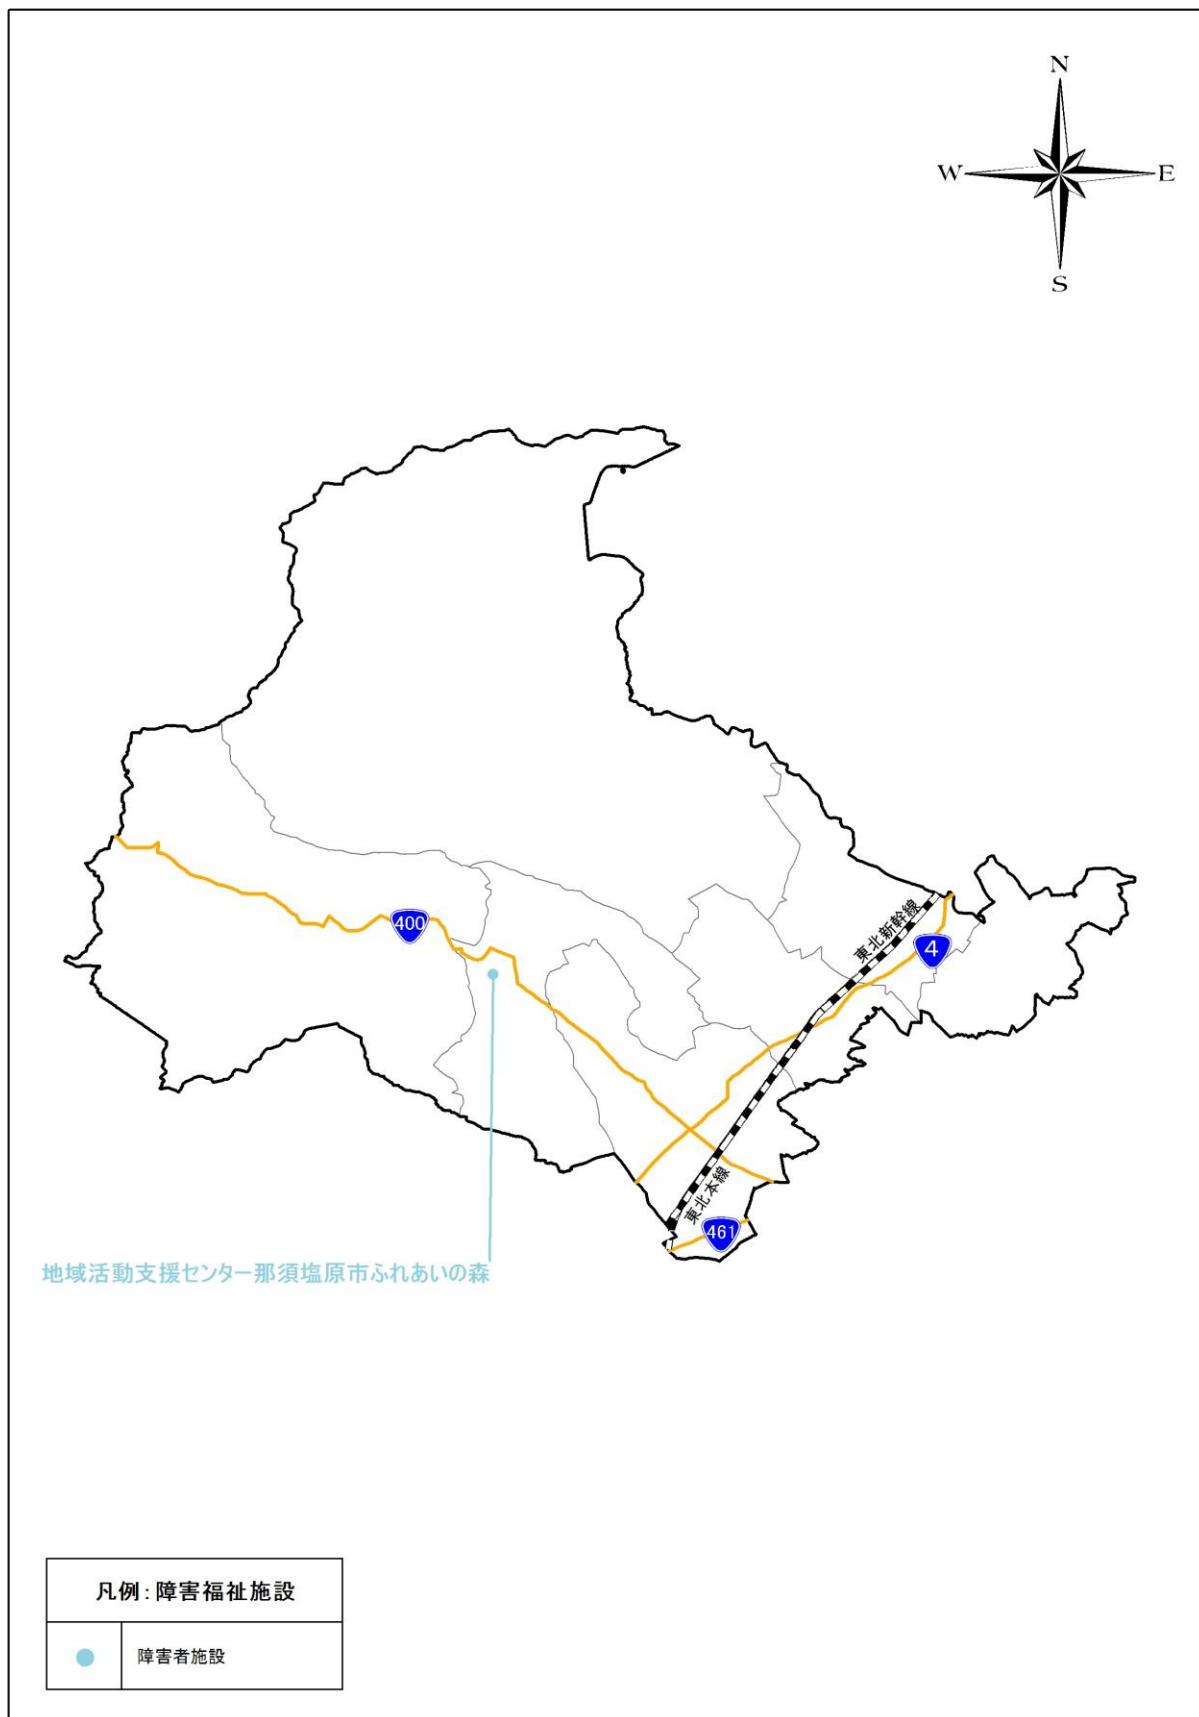 N
W
E
S
400
東北新幹線
4
東北本線
461
地域活動支援センター那須塩原市ふれあいの森
凡例：障害福祉施設
障害者施設